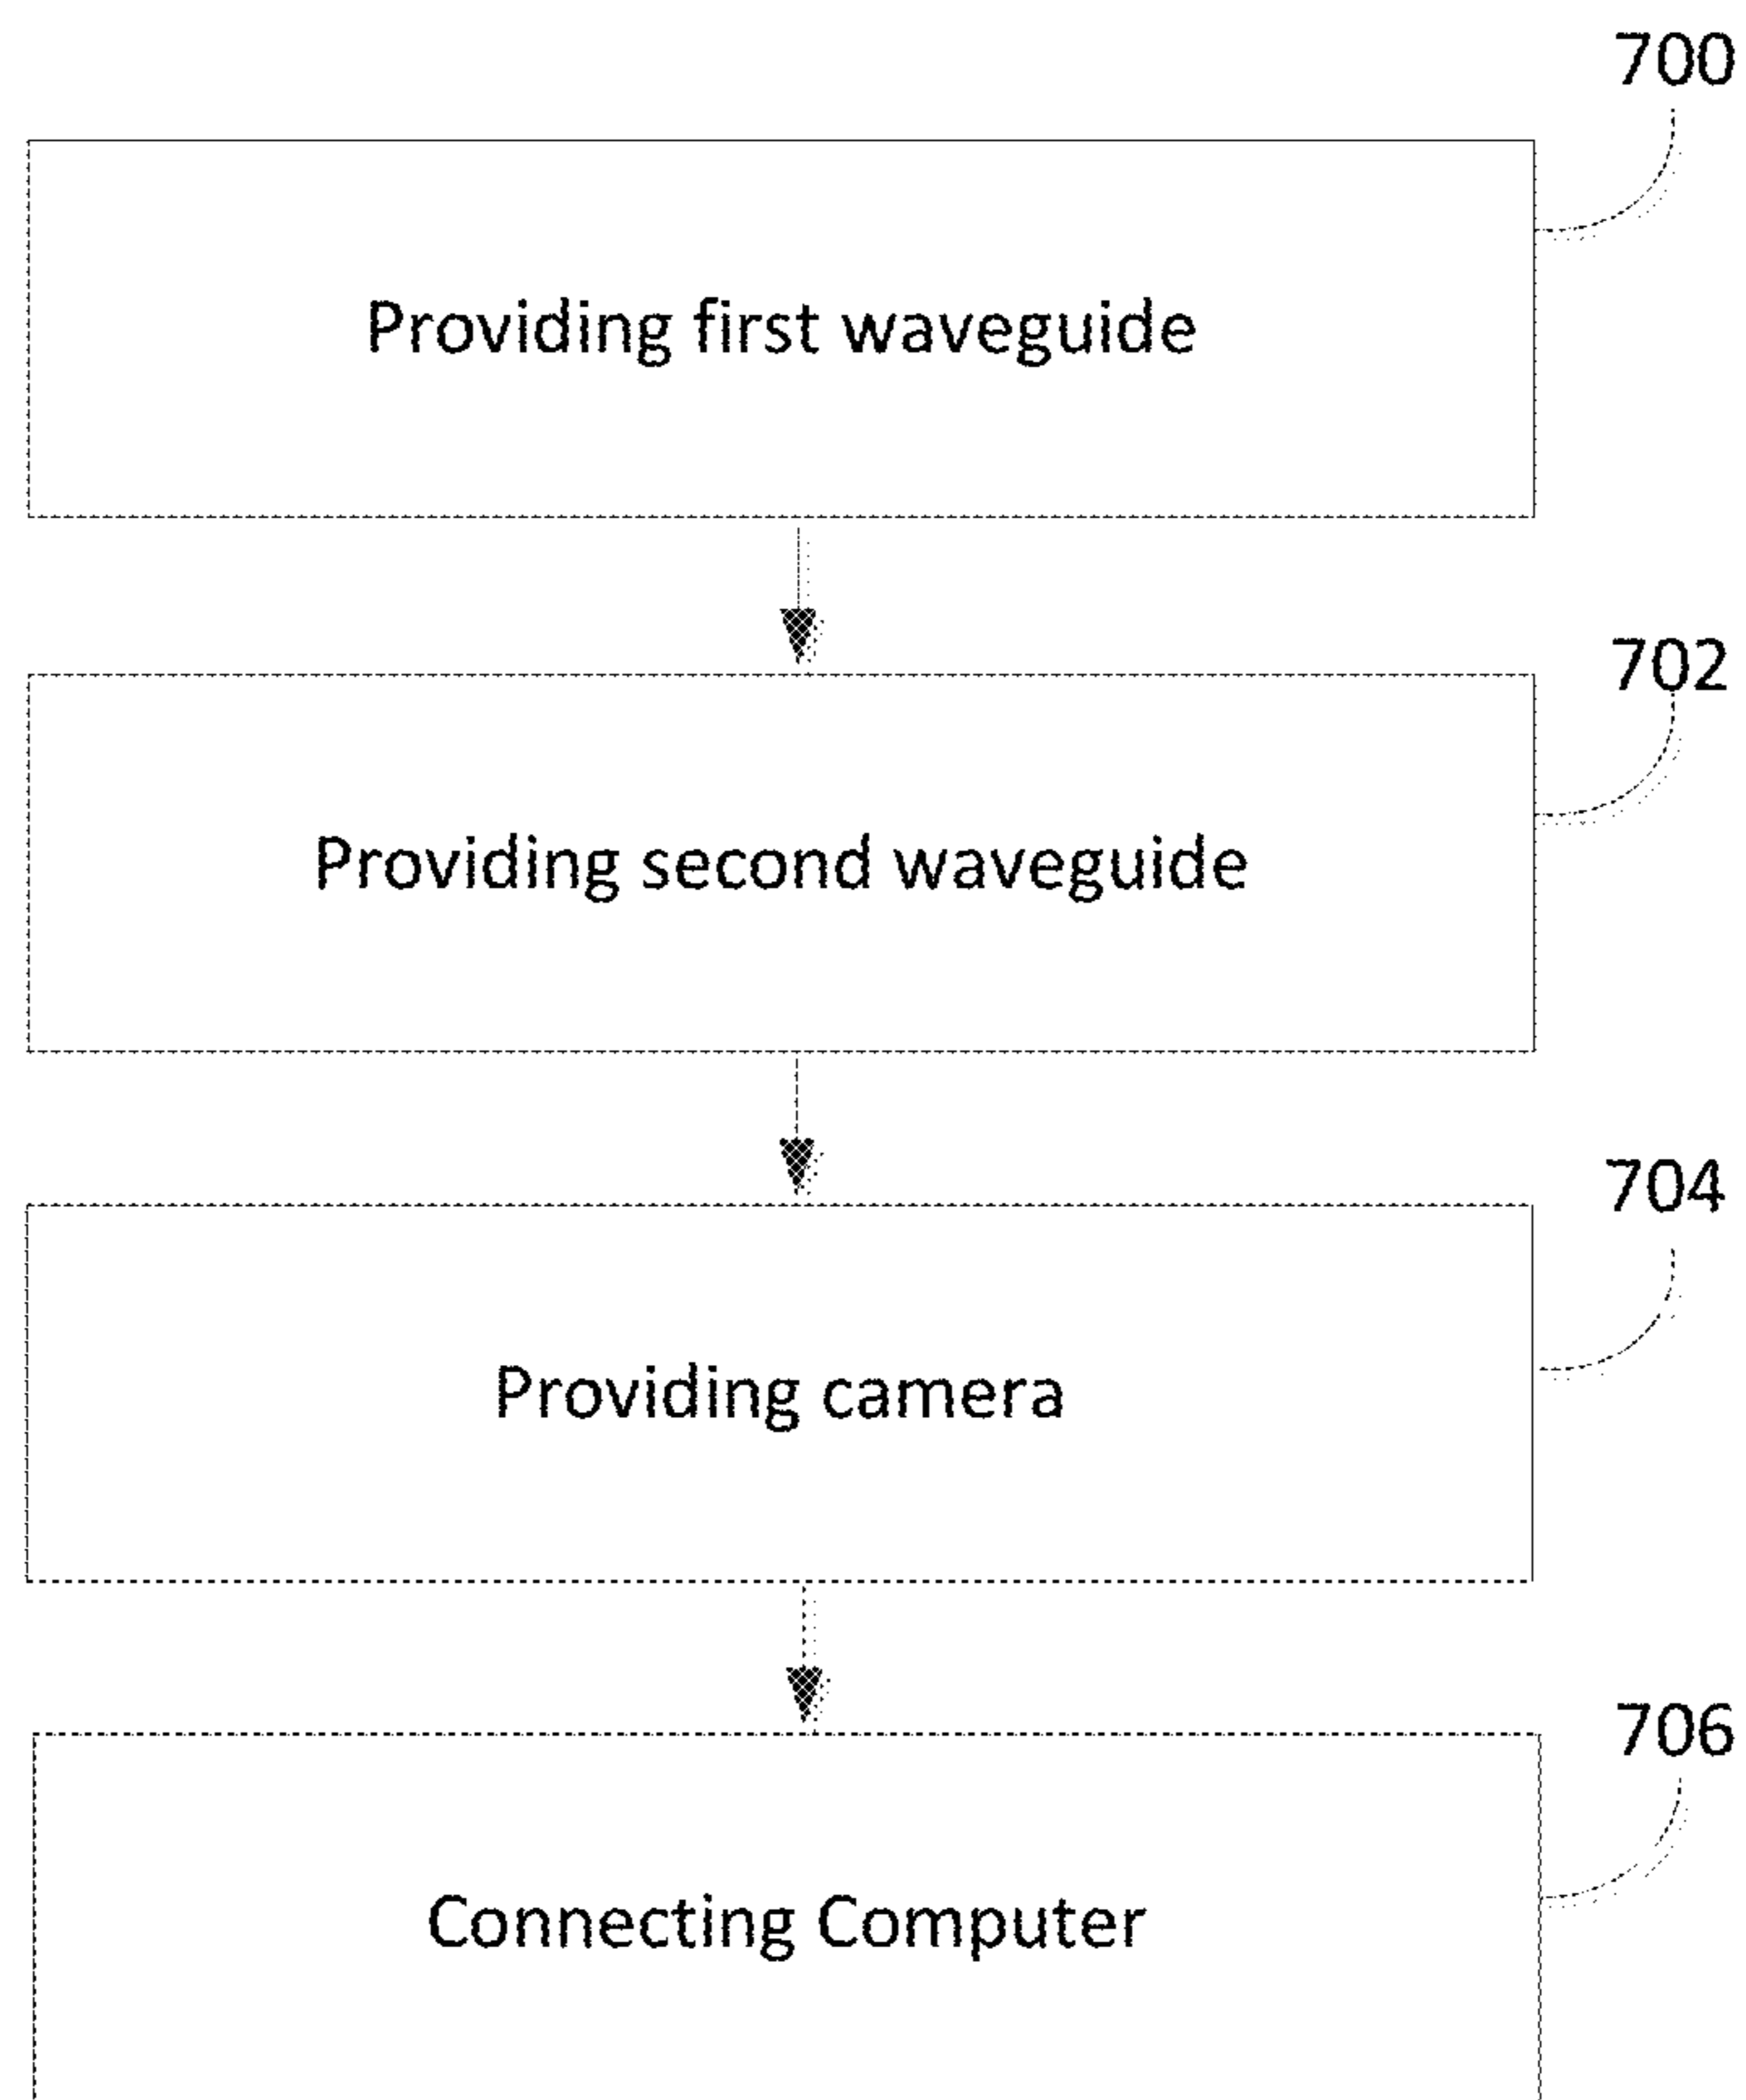 700
Providing first waveguide
702
Providing second waveguide
704
Providing camera
706
Connecting Computer